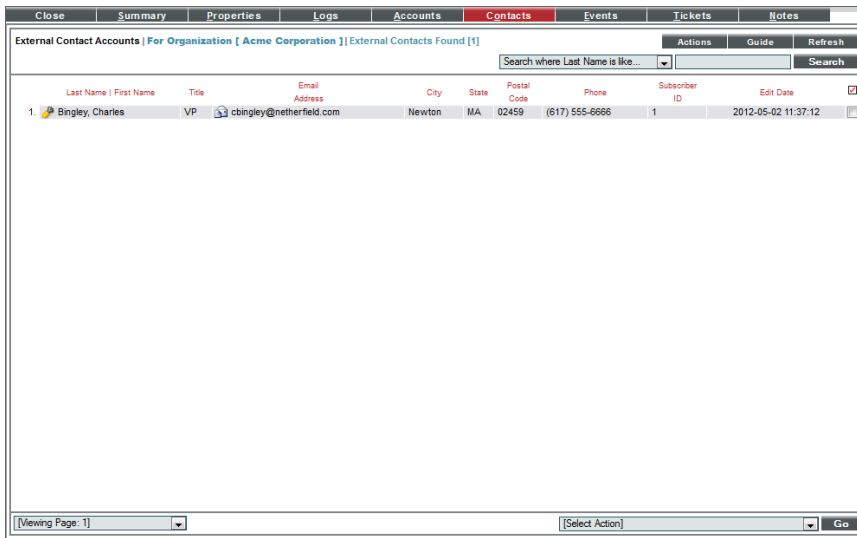 Close Summary Properties Logs Accounts Contacts Events Tickets Notes
External Contact Accounts | For Organization [ Acme Corporation ] | External Contacts Found [1] Actions Guide Refresh
Search where Last Name is like... Search
Last Name | First Name Title Email Address City State Postal Code Phone Subscriber ID Edit Date
1. Bingley, Charles VP cbingley@netherfield.com Newton MA 02459 (617) 555-6666 1 2012-05-02 11:37:12
[Viewing Page: 1] [Select Action] Go